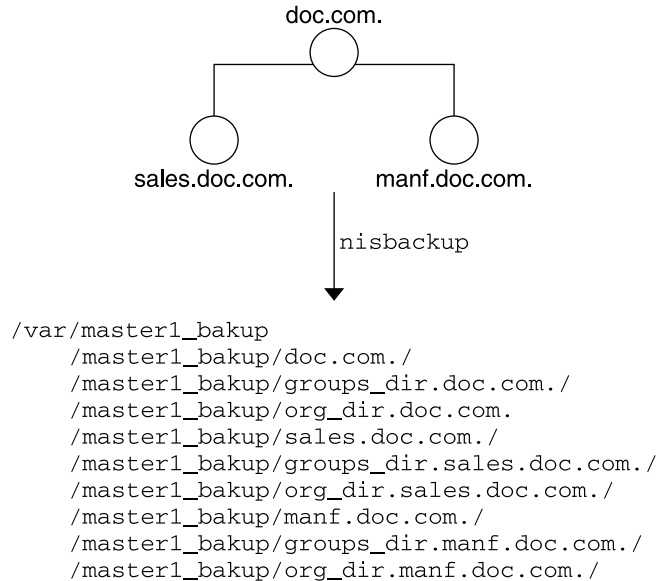 doc.com.
sales.doc.com. manf.doc.com.
nisbackup
/var/master1_bakup
/master1_bakup/doc.com./
/master1_bakup/groups_dir.doc.com./
/master1_bakup/org_dir.doc.com.
/master1_bakup/sales.doc.com./
/master1_bakup/groups_dir.sales.doc.com./
/master1_bakup/org_dir.sales.doc.com./
/master1_bakup/manf.doc.com./
/master1_bakup/groups_dir.manf.doc.com./
/master1_bakup/org_dir.manf.doc.com./